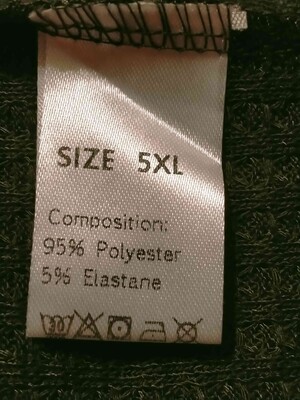 SIZE 5XL
Composition:
95% Polyester
5% Elastane
30